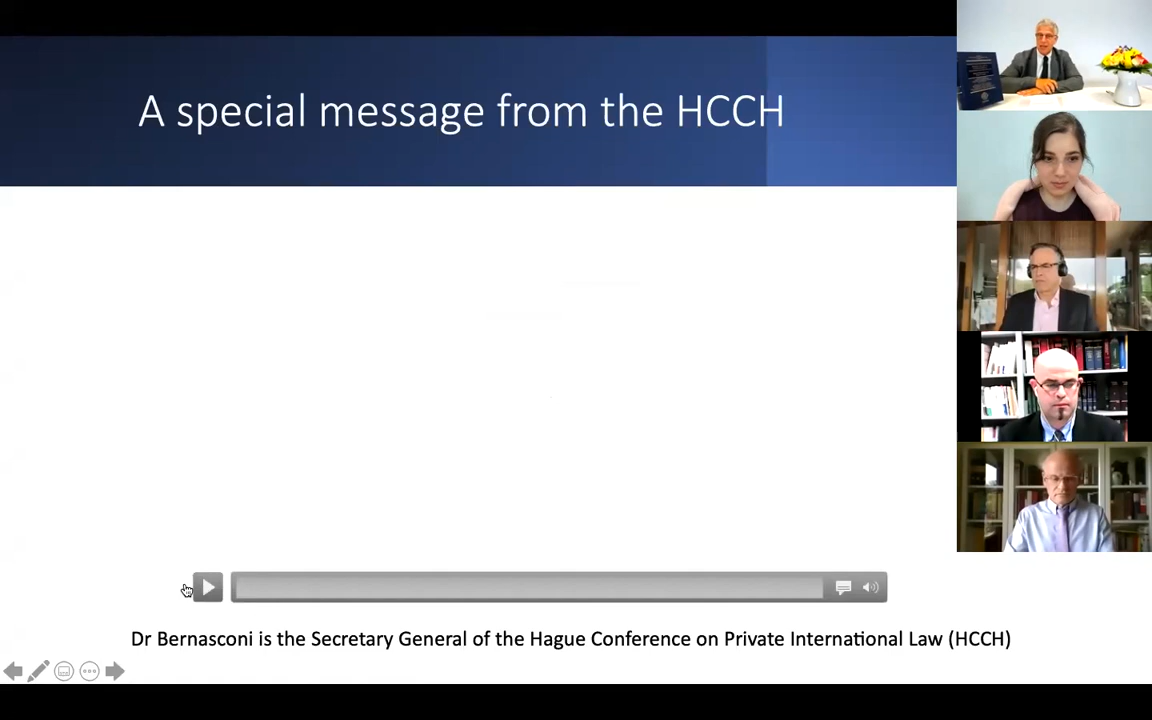 A special message from the HCCH
Dr Bernasconi is the Secretary General of the Hague Conference on Private International Law (HCCH)